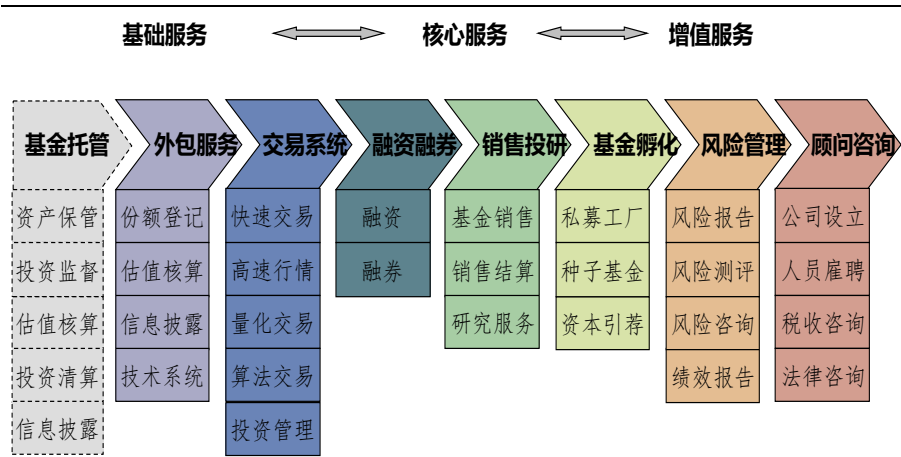 基础服务
核心服务
增值服务
基金托管
外包服务
交易系统
融资融券
销售投研
基金孵化
风险管理
顾问咨询
资产保管
投资监督
估值核算
投资清算
信息披露
份额登记
估值核算
信息披露
技术系统
快速交易
高速行情
量化交易
算法交易
投资管理
融资
融券
基金销售
销售结算
研究服务
私募工厂
种子基金
资本引荐
风险报告
风险测评
风险咨询
绩效报告
公司设立
人员雇聘
税收咨询
法律咨询